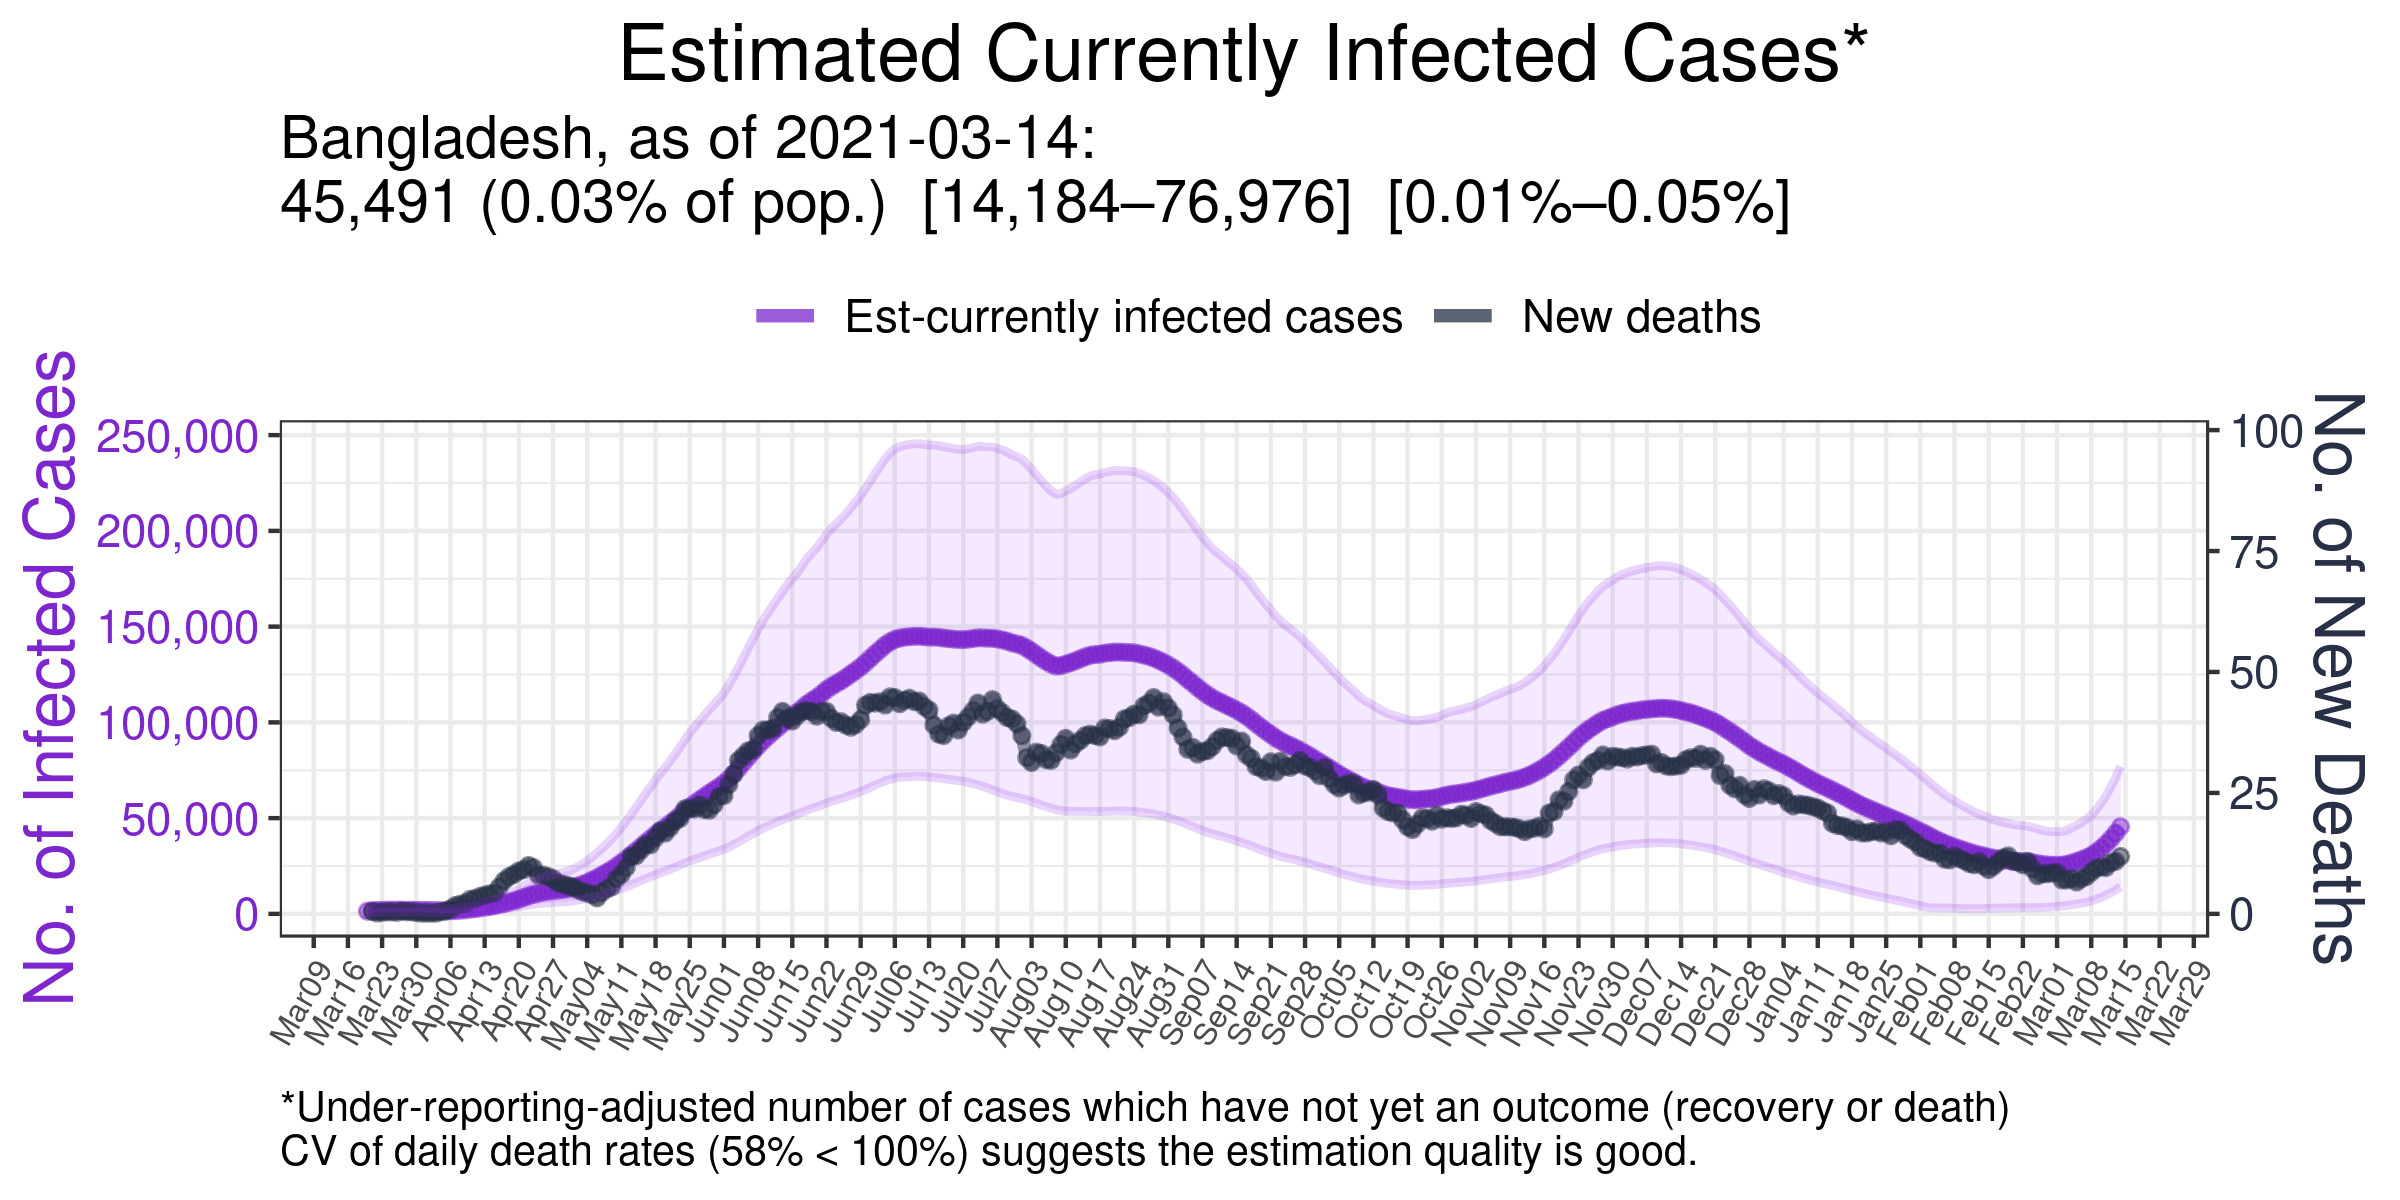 Estimated Currently Infected Cases*
Bangladesh, as of 2021-03-14:
45,491 (0.03% of pop.) [14,184–76,976] [0.01%–0.05%]
Est-currently infected cases
New deaths
No. of Infected Cases
250,000
200,000
150,000
100,000
50,000
0
100
75
50
25
0
No. of New Deaths
Mar09
Mar16
Mar23
Mar30
Apr06
Apr13
Apr20
Apr27
May04
May11
May18
May25
Jun01
Jun08
Jun15
Jun22
Jun29
Jul06
Jul13
Jul20
Jul27
Aug03
Aug10
Aug17
Aug24
Aug31
Sep07
Sep14
Sep21
Sep28
Oct05
Oct12
Oct19
Oct26
Nov02
Nov09
Nov16
Nov23
Nov30
Dec07
Dec14
Dec21
Dec28
Jan04
Jan11
Jan18
Jan25
Feb01
Feb08
Feb15
Feb22
Mar01
Mar08
Mar15
Mar22
Mar29
*Under-reporting-adjusted number of cases which have not yet an outcome (recovery or death)
CV of daily death rates (58% < 100%) suggests the estimation quality is good.